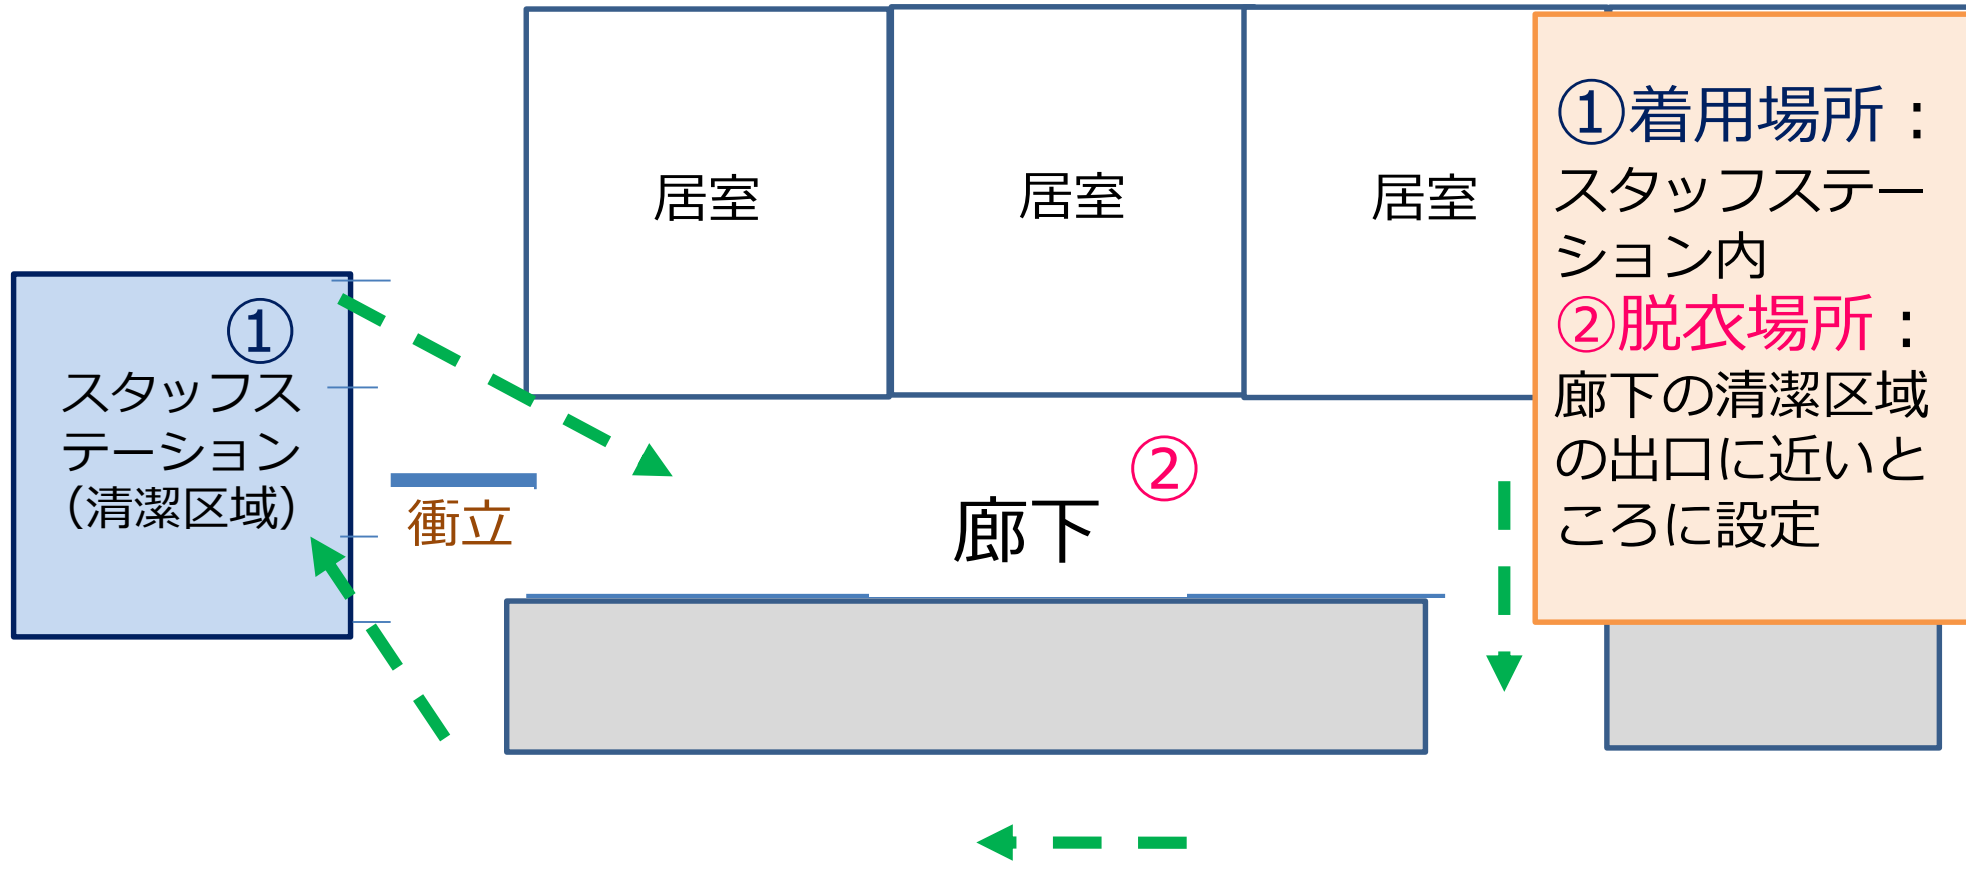 居室
居室
居室
①
スタッフス
テーション
（清潔区域）
衝立
②
廊下
①着用場所：
スタッフステー
ション内
②脱衣場所：
廊下の清潔区域
の出口に近いと
ころに設定